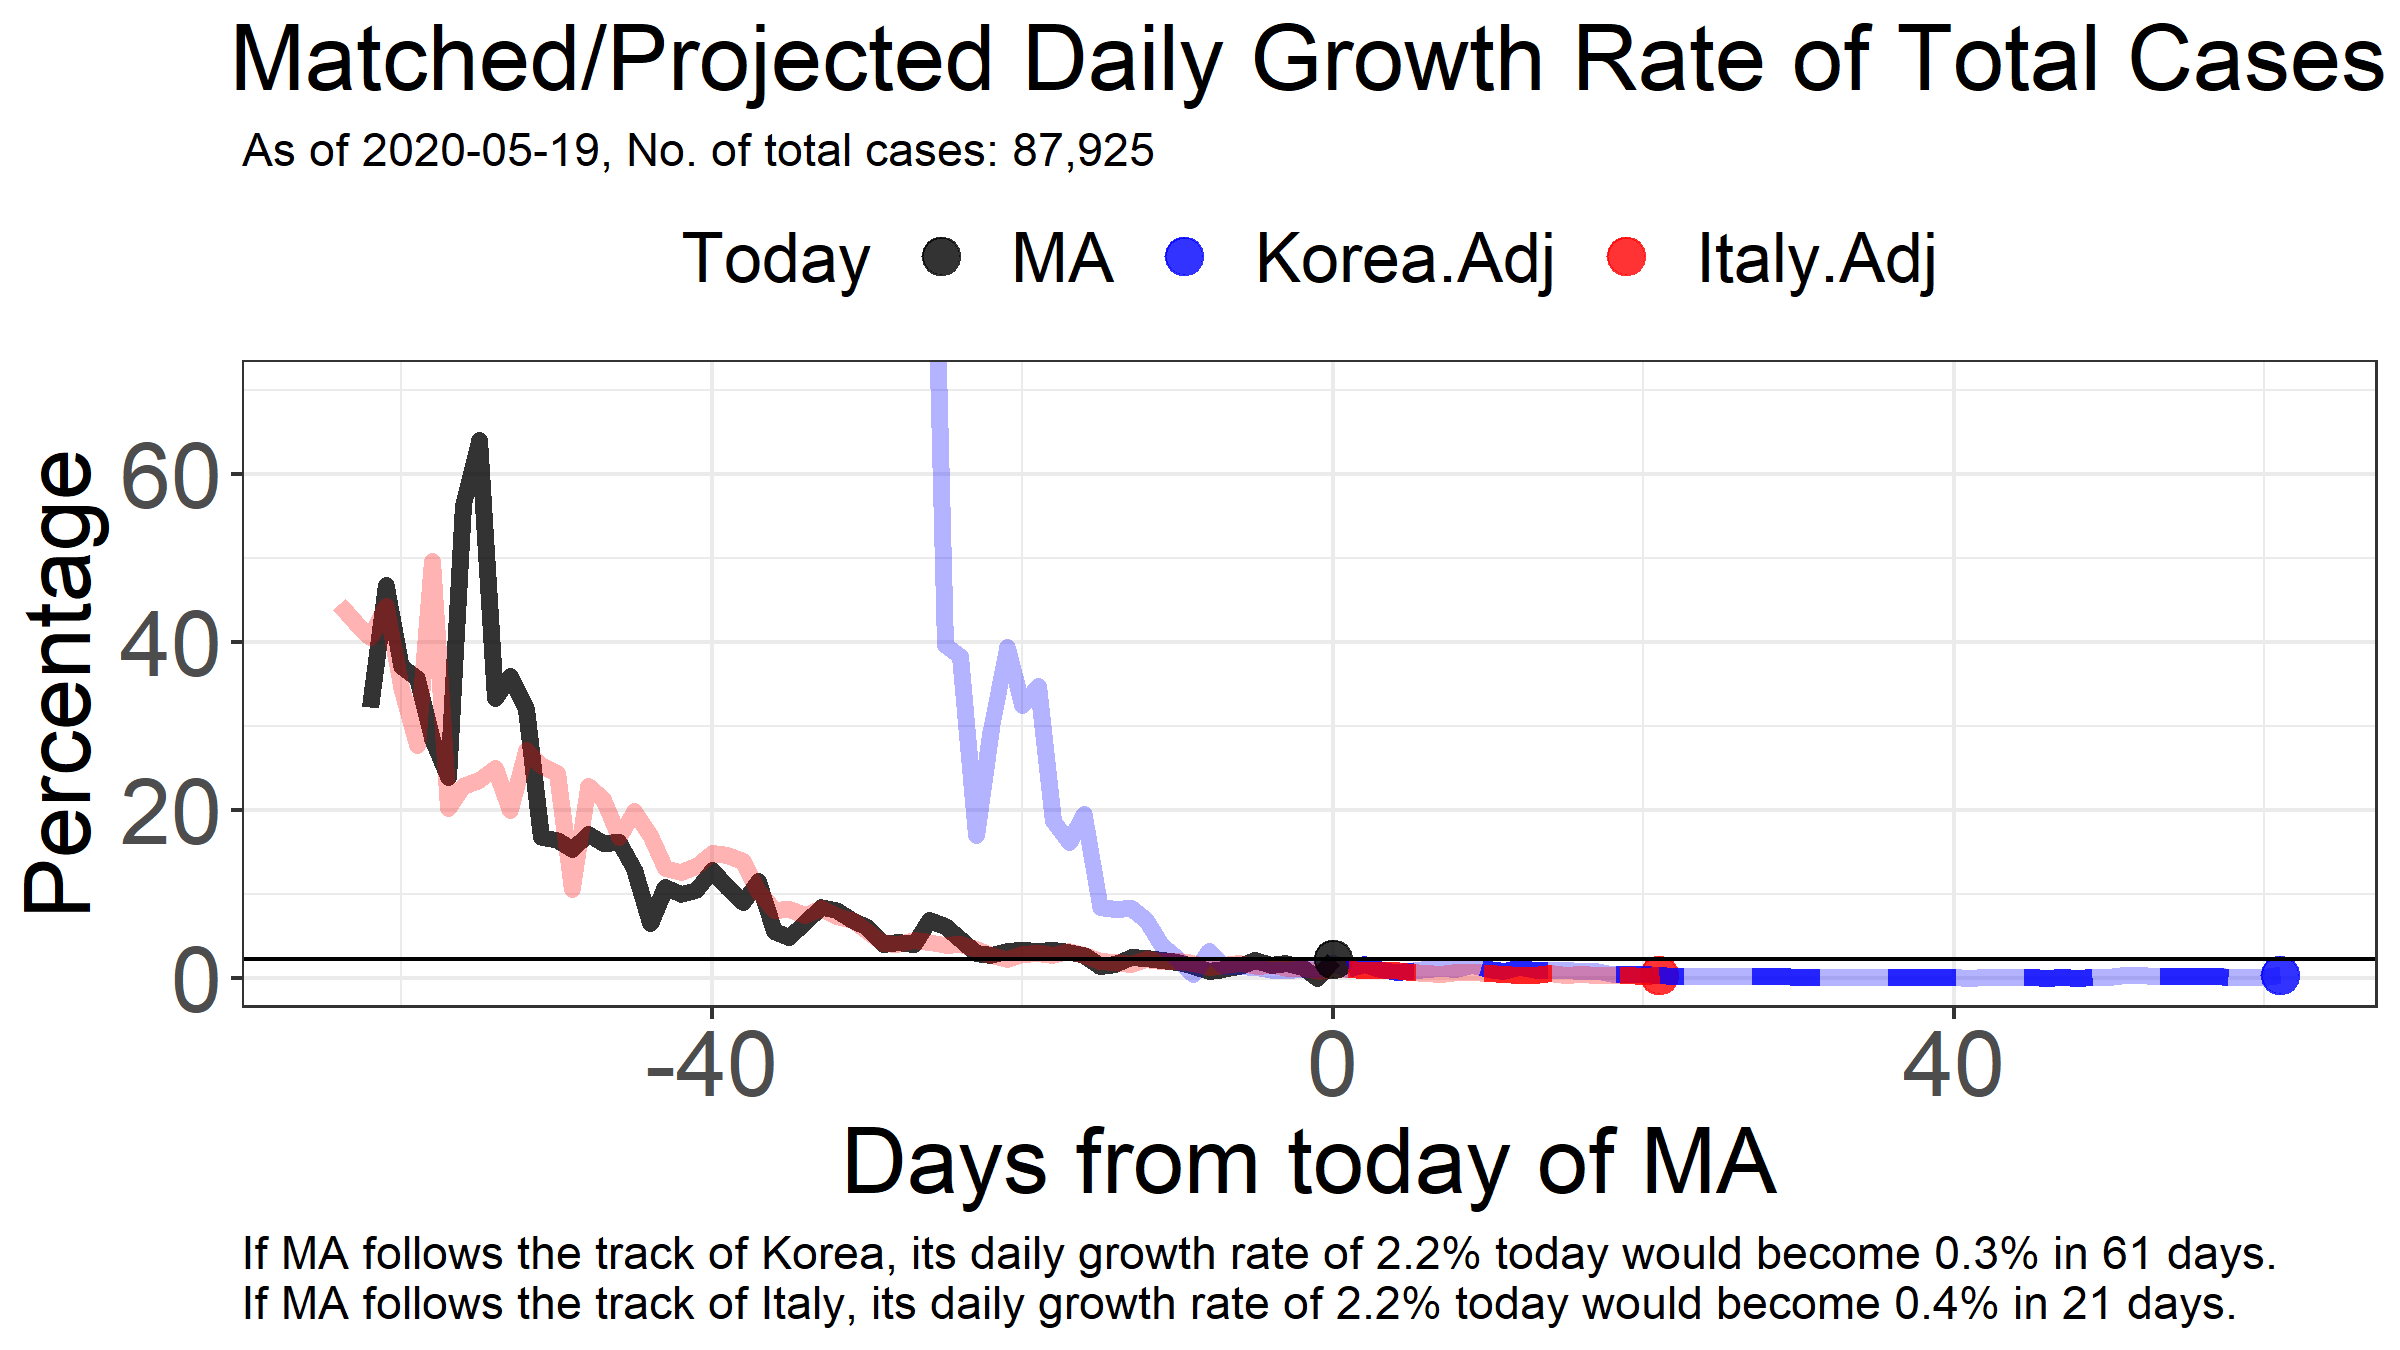 Matched/Projected Daily Growth Rate of Total Cases
As of 2020-05-19, No. of total cases: 87,925
Today MA Korea.Adj Italy.Adj
Percentage
60
40
20
0
-40 0 40
Days from today of MA
If MA follows the track of Korea, its daily growth rate of 2.2% today would become 0.3% in 61 days.
If MA follows the track of Italy, its daily growth rate of 2.2% today would become 0.4% in 21 days.